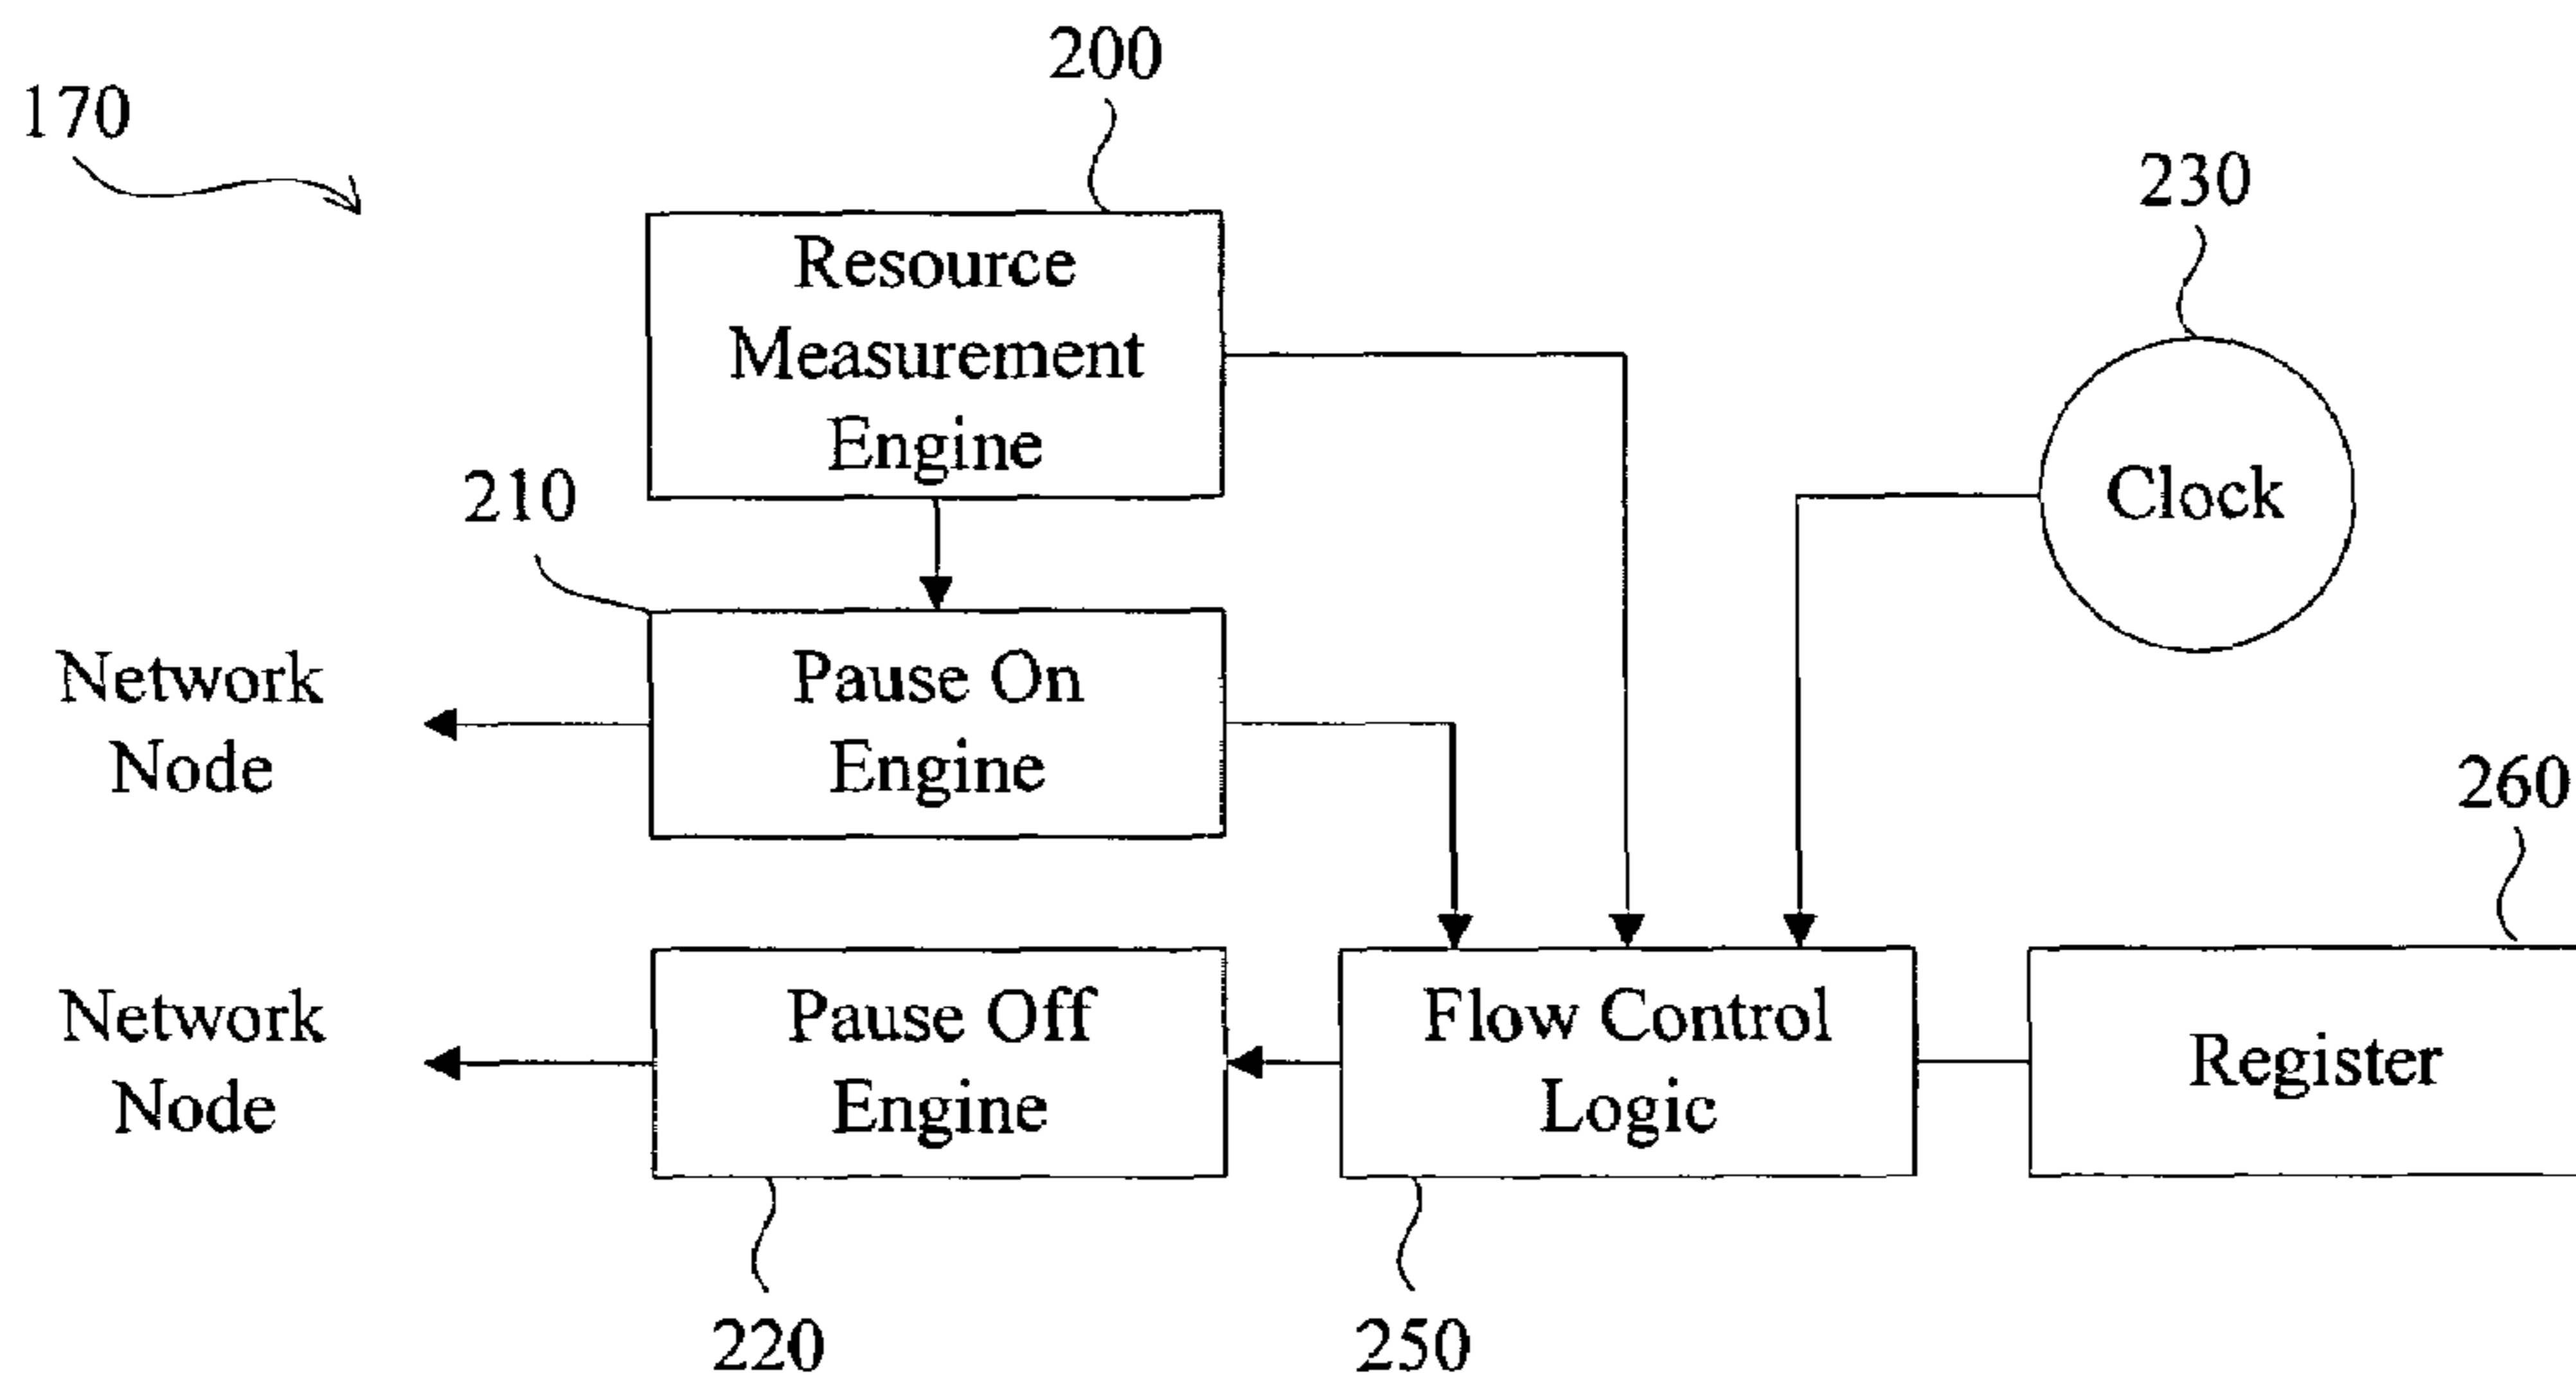 200
170
230
Resource
Measurement
Engine
Clock
210
Network
Node
Pause On
Engine
260
Network
Node
Pause Off
Engine
Flow Control
Logic
Register
220
250